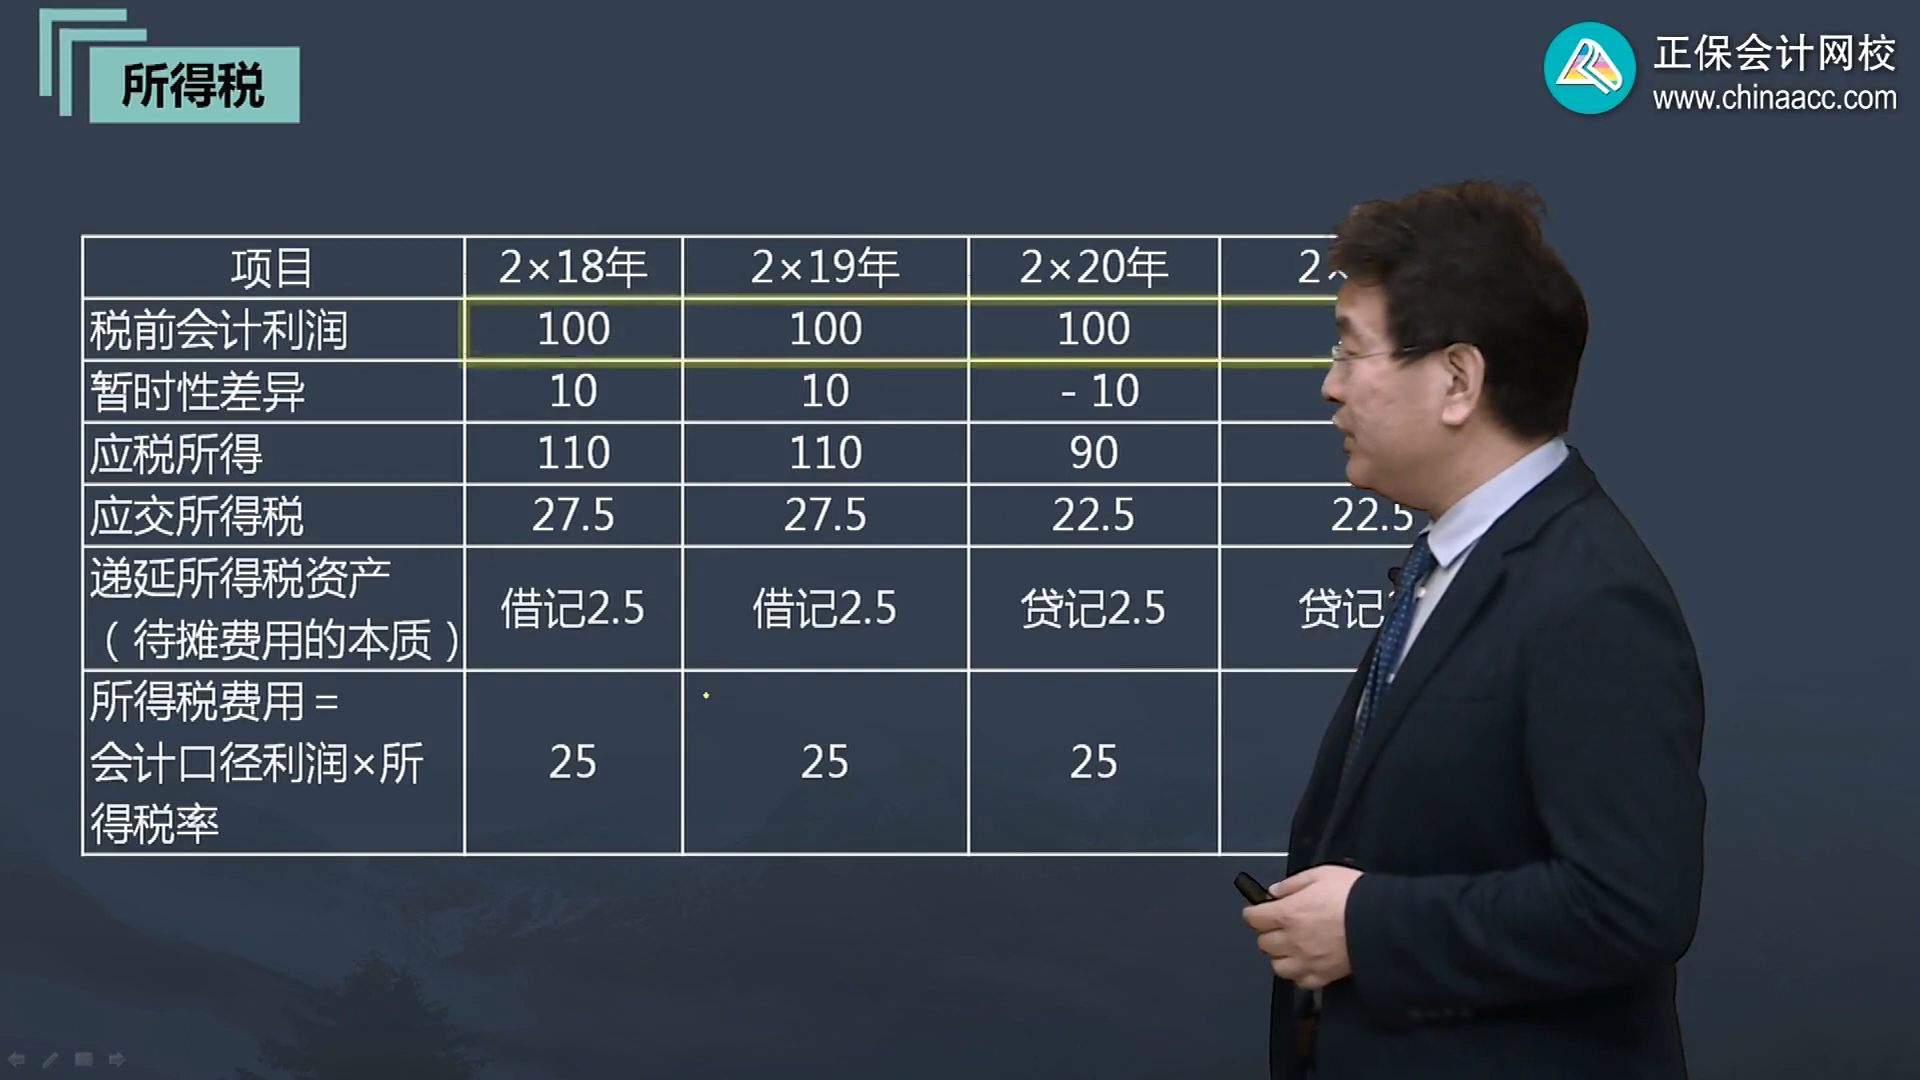 所得税
正保会计网校
www.chinaacc.com
项目 2×18年 2×19年 2×20年 2×
税前会计利润 100 100 100
暂时性差异 10 10 - 10
应税所得 110 110 90
应交所得税 27.5 27.5 22.5 22.5
递延所得税资产
（待摊费用的本质） 借记2.5 借记2.5 贷记2.5 贷记
所得税费用 =
会计口径利润×所 25 25 25
得税率